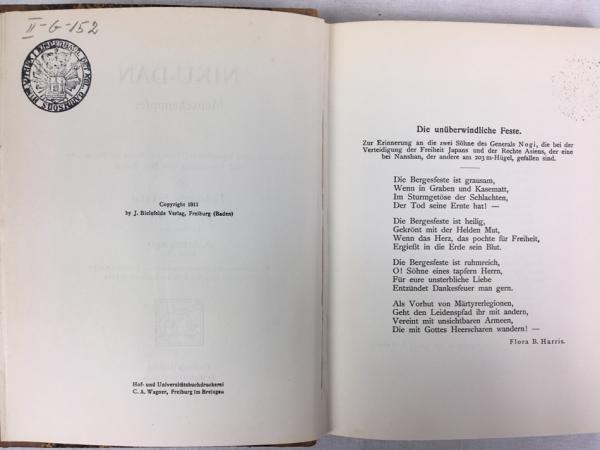 II-G-152
NIKU-DAN
Menschenopfer
Copyright 1911
by J. Bielefelds Verlag, Freiburg (Baden)
Hof- und Universitätsbuchdruckerei
C. A. Wagner, Freiburg im Breisgau
Die unüberwindliche Feste.
Zur Erinnerung an die zwei Söhne des Generals Nogi, die bei der
Verteidigung der Freiheit Japans und der Rechte Asiens, der eine
bei Nanshan, der andere am 203 m-Hügel, gefallen sind.
Die Bergesfeste ist grausam,
Wenn in Graben und Kasematt,
Im Sturmgetöse der Schlachten,
Der Tod seine Ernte hat! —
Die Bergesfeste ist heilig,
Gekrönt mit der Helden Mut,
Wenn das Herz, das pochte für Freiheit,
Ergießt in die Erde sein Blut.
Die Bergesfeste ist ruhmreich,
O! Söhne eines tapfern Herrn,
Für eure unsterbliche Liebe
Entzündet Dankesfeuer man gern.
Als Vorhut von Märtyrerlegionen,
Geht den Leidenspfad ihr mit andern,
Vereint mit unsichtbaren Armeen,
Die mit Gottes Heerscharen wandern! —
Flora B. Harris.